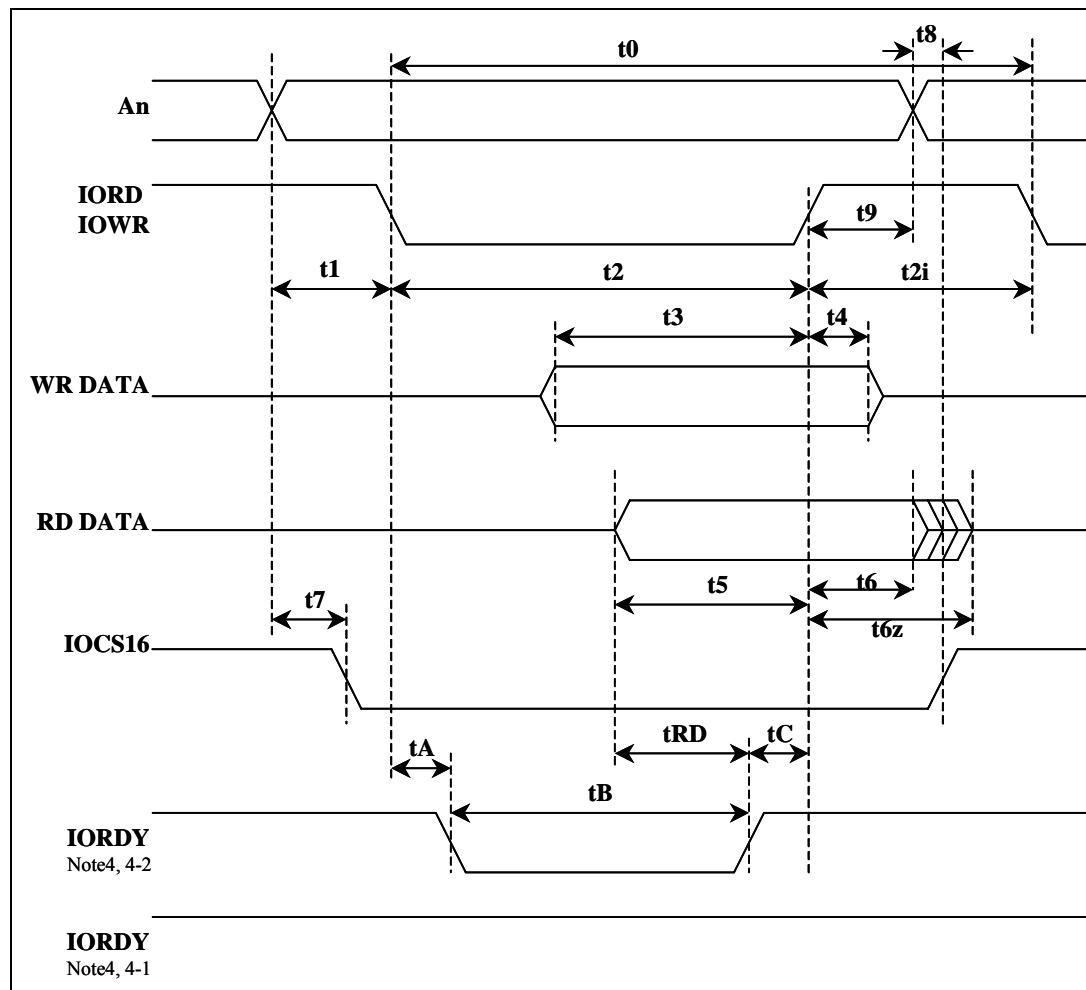 t8
t0
An
IORD
IOWR
t9
t1
t2
t2i
t3
t4
WR DATA
RD DATA
t5
t6
t7
t6z
IOCS16
tRD
tC
tA
tB
IORDY
Note4, 4-2
IORDY
Note4, 4-1